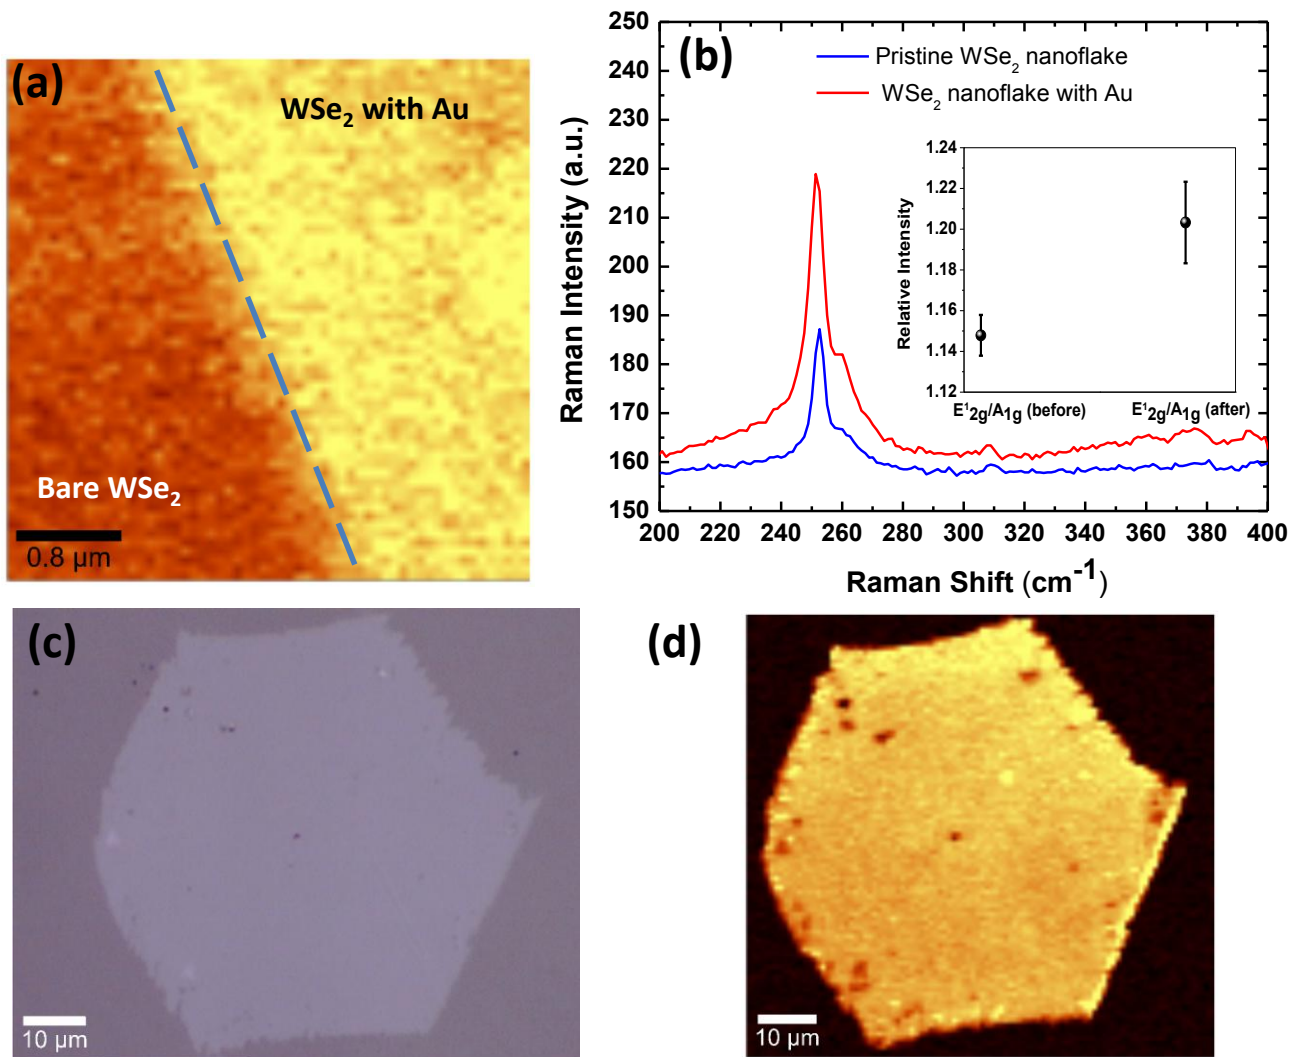 (a)
WSe2 with Au
Bare WSe2
0.8 µm
(b)
Pristine WSe2 nanoflake
WSe2 nanoflake with Au
Raman Intensity (a.u.)
250
240
230
220
210
200
190
180
170
160
150
200 220 240 260 280 300 320 340 360 380 400
Raman Shift (cm-1)
Relative Intensity
1.24
1.22
1.20
1.18
1.16
1.14
1.12
E12g/A1g (before) E12g/A1g (after)
(c)
10 µm
(d)
10 µm